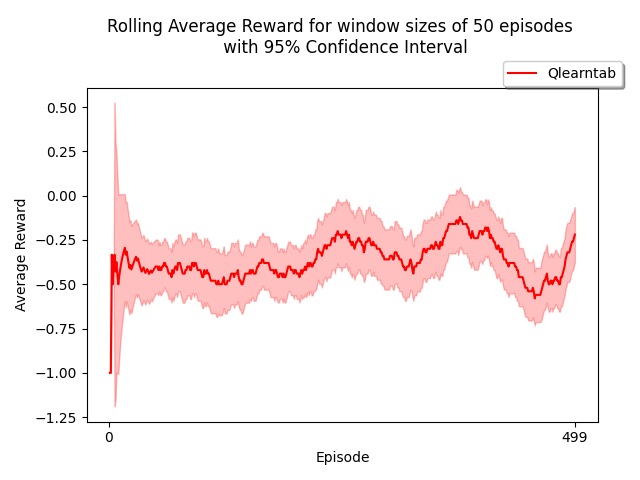 Rolling Average Reward for window sizes of 50 episodes
with 95% Confidence Interval
Qlearntab
0.50
0.25
0.00
−0.25
−0.50
−0.75
−1.00
−1.25
Average Reward
0
499
Episode